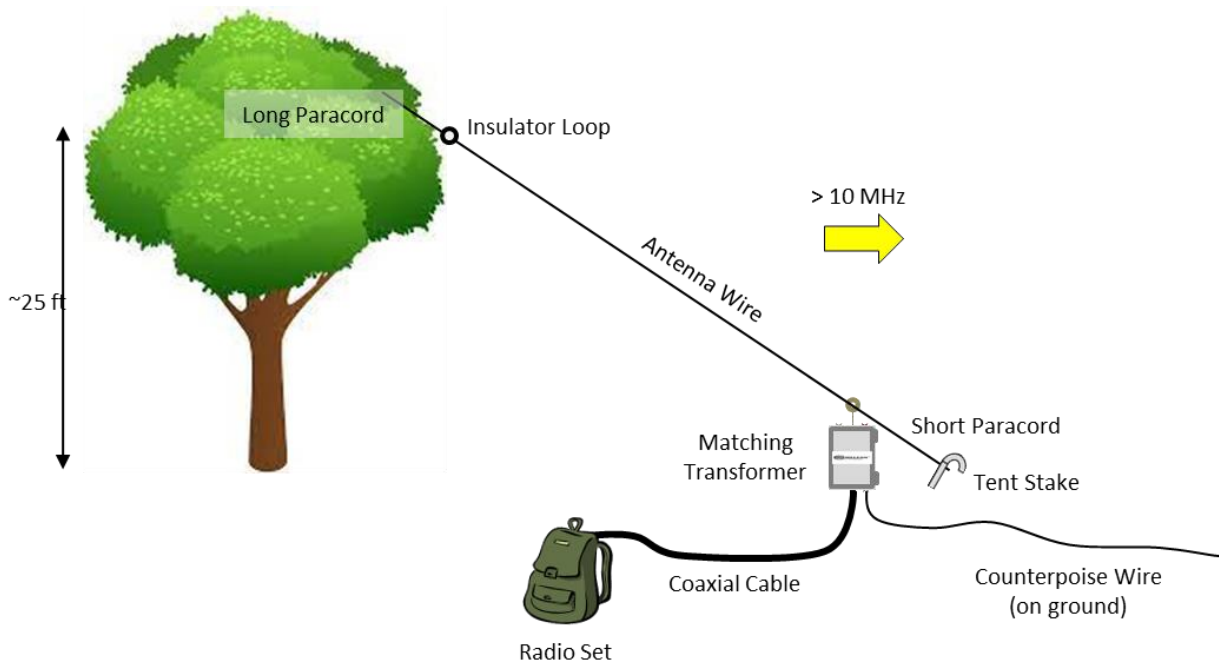 Long Paracord
Insulator Loop
> 10 MHz
Antenna Wire
~25 ft
Short Paracord
Matching
Transformer
Tent Stake
Coaxial Cable
Counterpoise Wire
(on ground)
Radio Set